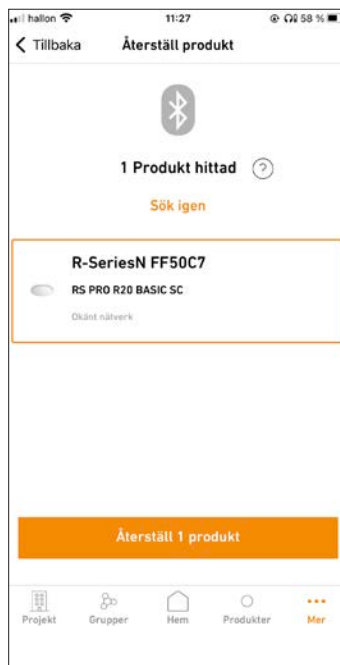 hallon 11:27 58 %
Tillbaka Återställ produkt
1 Produkt hittad ?
Sök igen
R-SeriesN FF50C7
RS PRO R20 BASIC SC
Okänt nätverk
Återställ 1 produkt
Projekt Grupper Hem Produkter Mer